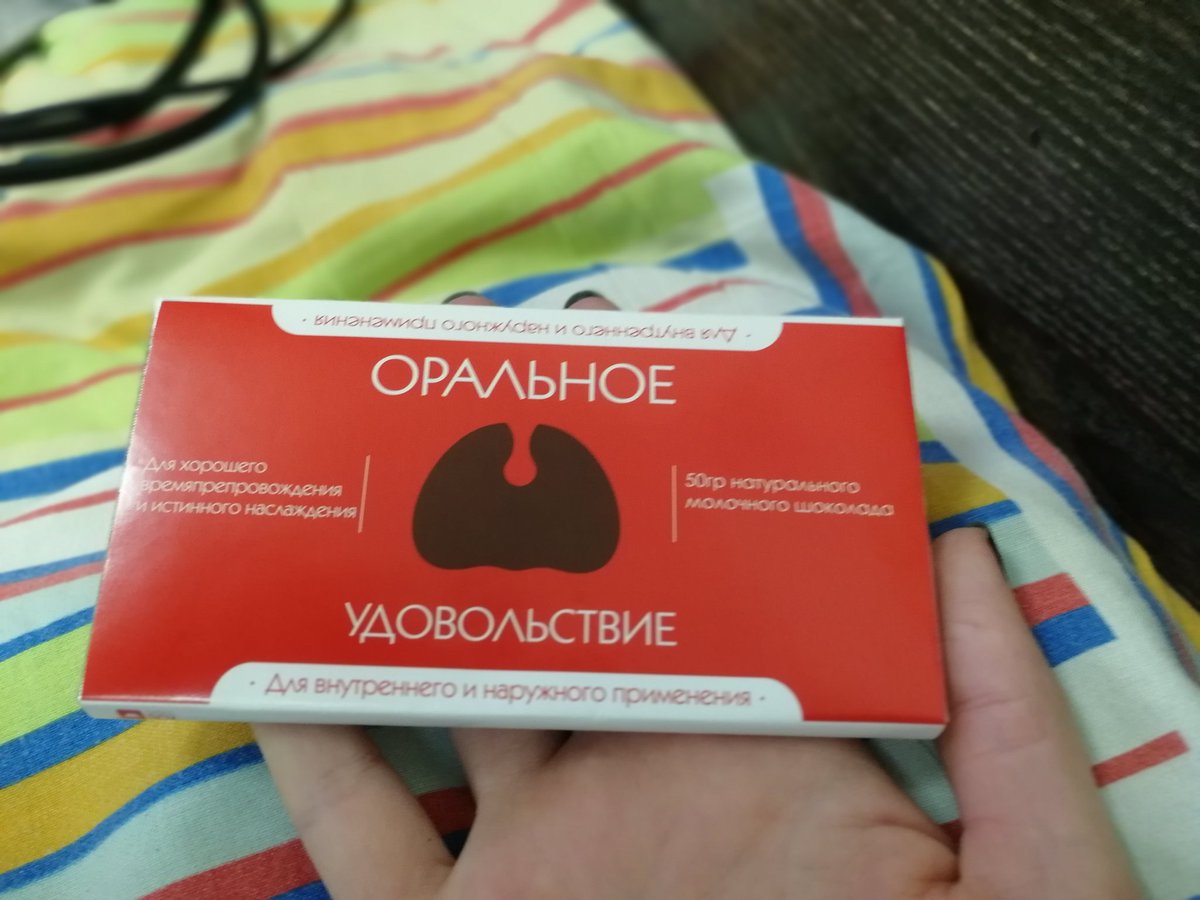 · Для внутреннего и наружного применения ·
ОРАЛЬНОЕ
Для хорошего
времяпрепровождения
и истинного наслаждения
50гр натурального
молочного шоколада
УДОВОЛЬСТВИЕ
· Для внутреннего и наружного применения ·